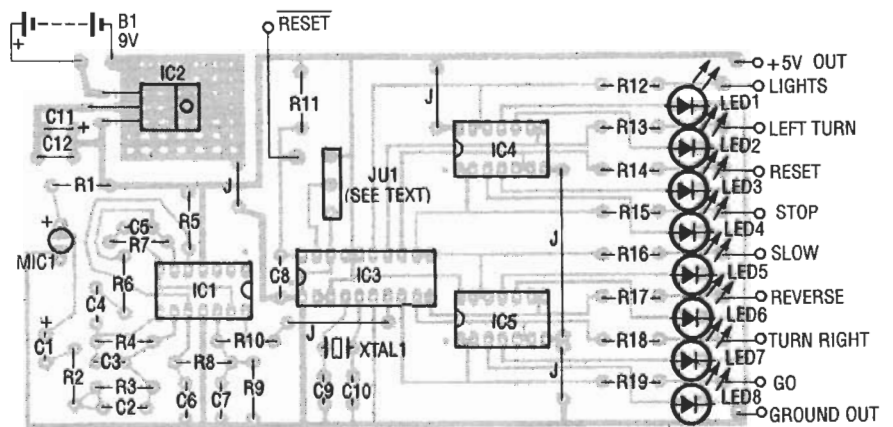 B1
9V
+
RESET
+5V OUT
IC2
R12
LIGHTS
LED1
C11
+
R11
J
R13
LEFT TURN
C12
IC4
LED2
R14
RESET
R1
J
JU1
(SEE TEXT)
LED3
R15
STOP
+
C5
R5
LED4
R7
J
R16
SLOW
MIC1
R6
IC1
C8
IC3
LED5
R17
REVERSE
C4
IC5
LED6
+
C1
R4
R10
J
XTAL1
R18
TURN RIGHT
C3
R8
LED7
R2
R3
R9
C9
C10
J
R19
GO
C2
C6
C7
LED8
GROUND OUT